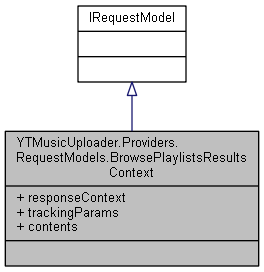 IRequestModel
YTMusicUploader.Providers.
RequestModels.BrowsePlaylistsResults
Context
+ responseContext
+ trackingParams
+ contents